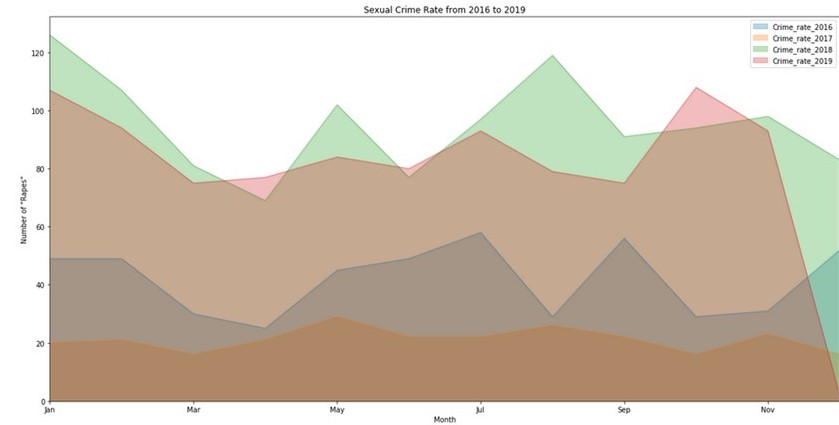 Sexual Crime Rate from 2016 to 2019
Crime_rate_2016
Crime_rate_2017
Crime_rate_2018
Crime_rate_2019
Number of "Rapes"
120
100
80
60
40
20
0
Jan Mar May Jul Sep Nov
Month